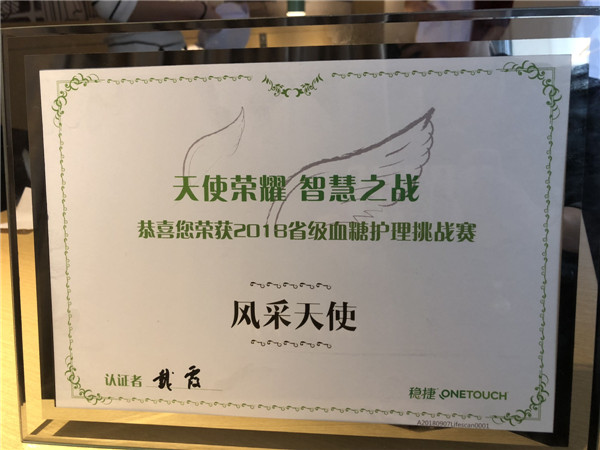 天使荣耀 智慧之战
恭喜您荣获2018省级血糖护理挑战赛
风采天使
认证者
稳捷 ONETOUCH
A20180907Lifescan0001